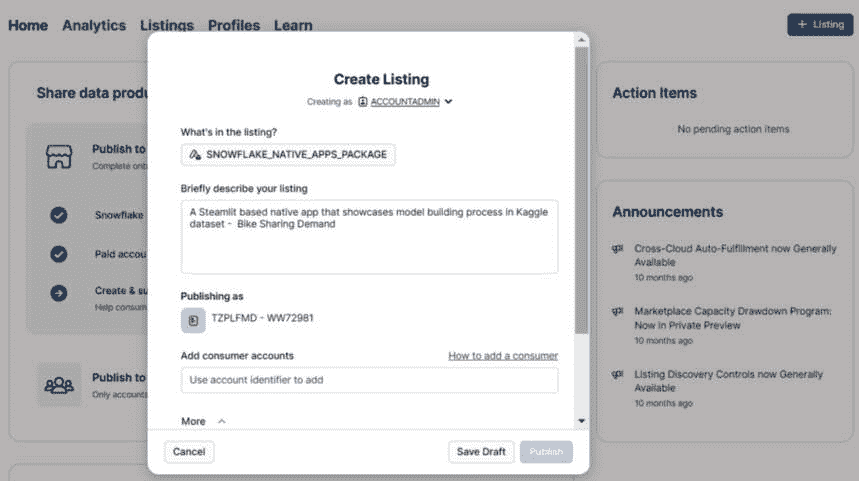 Home Analytics Listings Profiles Learn
+ Listing
Share data produ
Publish to
Complete onb
Snowflake
Paid accou
Create & su
Help consum
Publish to
Only accounts
Create Listing
Creating as ACCOUNTADMIN
What's in the listing?
SNOWFLAKE_NATIVE_APPS_PACKAGE
Briefly describe your listing
A Steamlit based native app that showcases model building process in Kaggle
dataset - Bike Sharing Demand
Publishing as
TZPLFMD - WW72981
Add consumer accounts How to add a consumer
Use account identifier to add
More
Cancel Save Draft Publish
Action Items
No pending action items
Announcements
Cross-Cloud Auto-Fulfillment now Generally
Available
10 months ago
Marketplace Capacity Drawdown Program:
Now in Private Preview
10 months ago
Listing Discovery Controls now Generally
Available
10 months ago